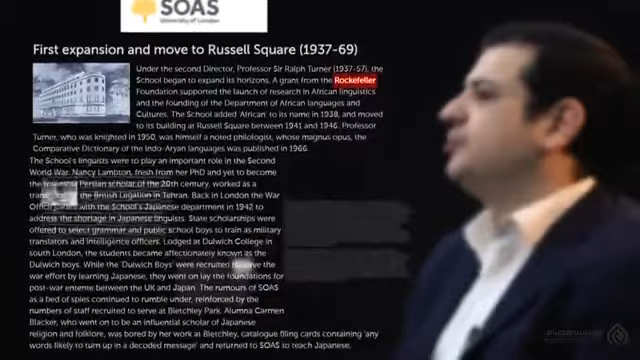 SOAS
University of London
First expansion and move to Russell Square (1937-69)
Under the second Director, Professor Sir Ralph Turner (1937-57), the
School began to expand its horizons. A grant from the Rockefeller
Foundation supported the launch of research in African linguistics
and the founding of the Department of African languages and
Cultures. The School added 'African' to its name in 1938, and moved
to its building at Russell Square between 1941 and 1946. Professor
Turner, who was knighted in 1950, was himself a noted philologist, whose magnus opus, the
Comparative Dictionary of the Indo-Aryan languages was published in 1966.
The School's linguists were to play an important role in the Second
World War. Nancy Lambton, fresh from her PhD and yet to become
the Persian scholar of the 20th century, worked as a
the British Legation in Tehran. Back in London the War
with the School's Japanese department in 1942 to
address the shortage in Japanese linguists. State scholarships were
offered to select grammar and public school boys to train as military
translators and intelligence officers. Lodged at Dulwich College in
south London, the students became affectionately known as the
Dulwich boys. While the 'Dulwich Boys' were recruited the
war effort by learning Japanese, they went on lay the foundations for
post-war entente between the UK and Japan. The rumours of SOAS
as a bed of spies continued to rumble under, reinforced by the
numbers of staff recruited to serve at Bletchley Park. Alumna Carmen
Blacker, who went on to be an influential scholar of Japanese
religion and folklore, was bored by her work at Bletchley, catalogue filing cards containing 'any
words likely to turn up in a decoded message' and returned to SOAS to teach Japanese.